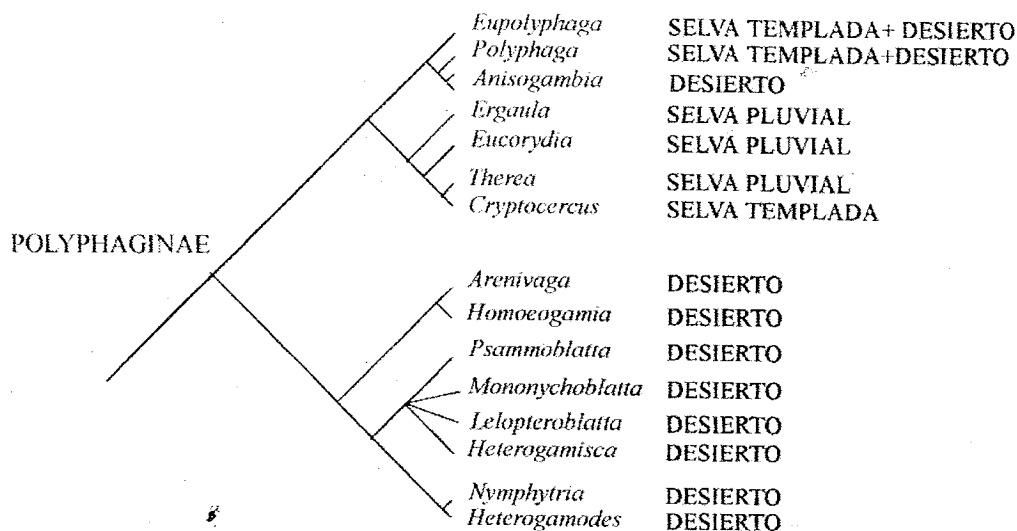 Eupolyphaga SELVA TEMPLADA+ DESIERTO
Polyphaga SELVA TEMPLADA+DESIERTO
Anisogambia DESIERTO
Ergaula SELVA PLUVIAL
Eucorydia SELVA PLUVIAL
Therea SELVA PLUVIAL
Cryptocercus SELVA TEMPLADA
POLYPHAGINAE
Arenivaga DESIERTO
Homoeogamia DESIERTO
Psammoblatta DESIERTO
Mononychoblatta DESIERTO
Lelopteroblatta DESIERTO
Heterogamisca DESIERTO
Nymphytria DESIERTO
Heterogamodes DESIERTO